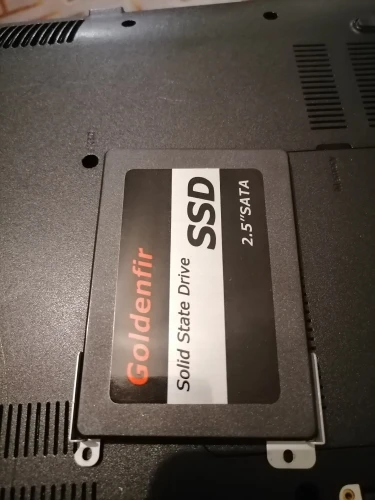 Goldenfir
Solid State Drive
SSD
2.5"SATA